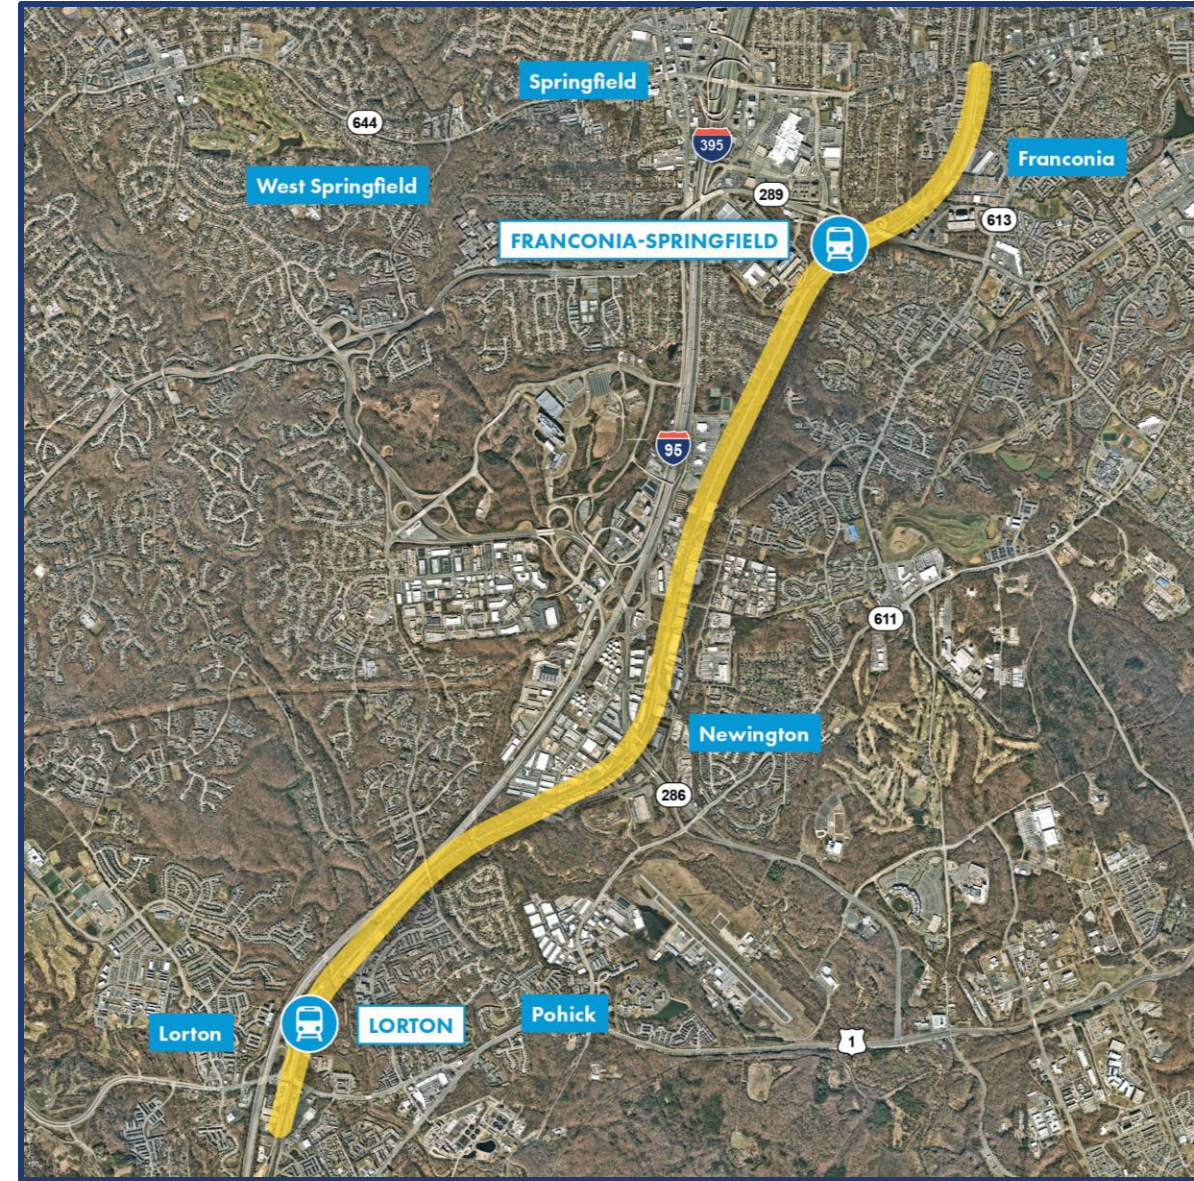 Springfield
644
395
Franconia
West Springfield
289
613
FRANCONIA-SPRINGFIELD
95
611
Newington
286
Pohick
LORTON
Lorton
1